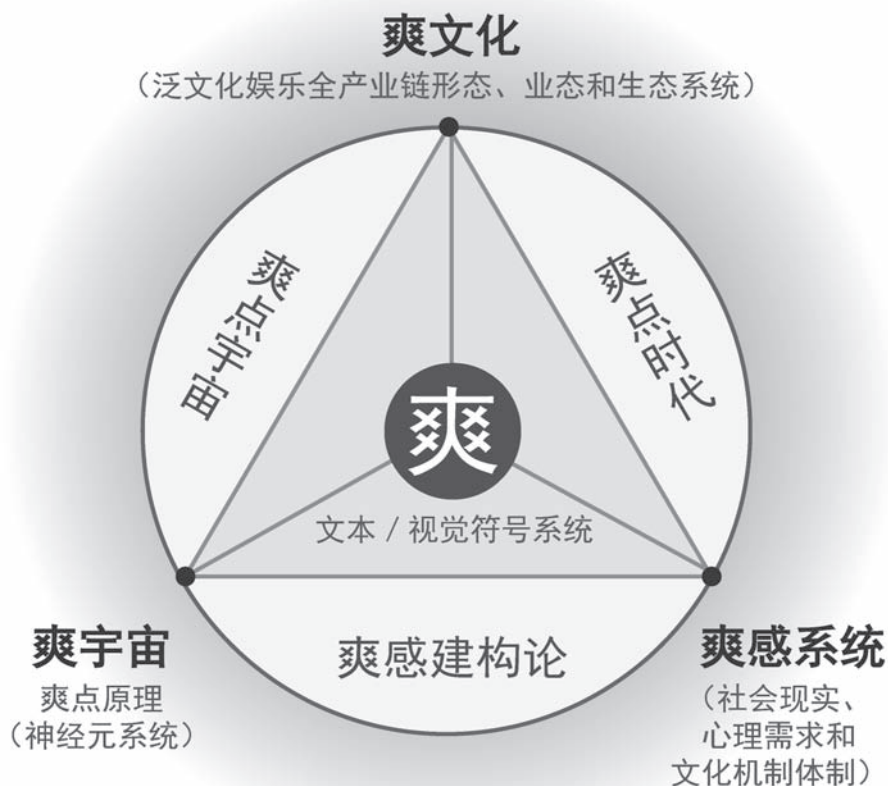 爽文化
（泛文化娱乐全产业链形态、业态和生态系统）
爽点宇宙
爽点时代
爽
文本 / 视觉符号系统
爽宇宙
爽点原理
（神经元系统）
爽感建构论
爽感系统
（社会现实、
心理需求和
文化机制体制）